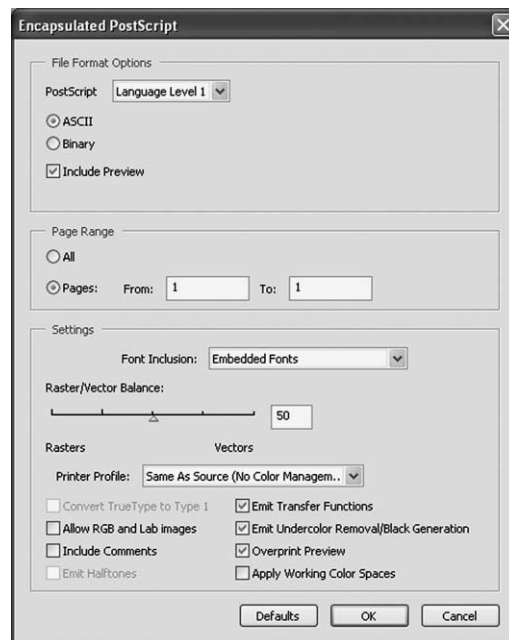 Encapsulated PostScript
File Format Options
PostScript Language Level 1
ASCII
Binary
Include Preview
Page Range
All
Pages: From: 1 To: 1
Settings
Font Inclusion: Embedded Fonts
Raster/Vector Balance:
50
Rasters Vectors
Printer Profile: Same As Source (No Color Managem..
Convert TrueType to Type 1 Emit Transfer Functions
Allow RGB and Lab images Emit Undercolor Removal/Black Generation
Include Comments Overprint Preview
Emit Halftones Apply Working Color Spaces
Defaults OK Cancel